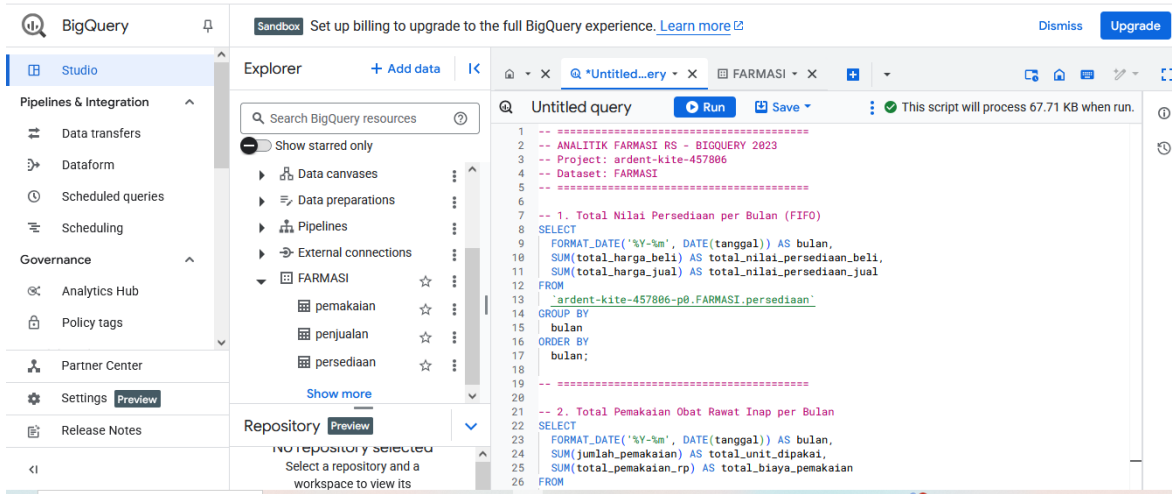 BigQuery
Sandbox Set up billing to upgrade to the full BigQuery experience. Learn more
Dismiss
Upgrade
Studio
Pipelines & Integration
Data transfers
Dataform
Scheduled queries
Scheduling
Governance
Analytics Hub
Policy tags
Partner Center
Settings Preview
Release Notes
Explorer
+ Add data
Search BigQuery resources
Show starred only
Data canvases
Data preparations
Pipelines
External connections
FARMASI
pemakaian
penjualan
persediaan
Show more
Repository Preview
No repository selected
Select a repository and a
workspace to view its
*Untitled...ery
FARMASI
Untitled query
Run
Save
This script will process 67.71 KB when run.
1 -- ========================================
2 -- ANALITIK FARMASI RS - BIGQUERY 2023
3 -- Project: ardent-kite-457806
4 -- Dataset: FARMASI
5 -- ========================================
6
7 -- 1. Total Nilai Persediaan per Bulan (FIFO)
8 SELECT
9 FORMAT_DATE('%Y-%m', DATE(tanggal)) AS bulan,
10 SUM(total_harga_beli) AS total_nilai_persediaan_beli,
11 SUM(total_harga_jual) AS total_nilai_persediaan_jual
12 FROM
13 `ardent-kite-457806-p0.FARMASI.persediaan`
14 GROUP BY
15 bulan
16 ORDER BY
17 bulan;
18
19 -- ========================================
20
21 -- 2. Total Pemakaian Obat Rawat Inap per Bulan
22 SELECT
23 FORMAT_DATE('%Y-%m', DATE(tanggal)) AS bulan,
24 SUM(jumlah_pemakaian) AS total_unit_dipakai,
25 SUM(total_pemakaian_rp) AS total_biaya_pemakaian
26 FROM